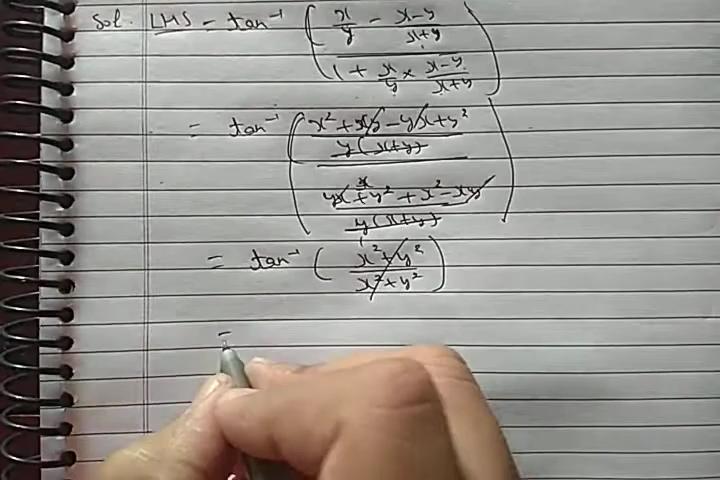 Sol. LHS = tan⁻¹ ( (x/y - (x-y)/(x+y)) / (1 + x/y × (x-y)/(x+y)) )
= tan⁻¹ ( ((x² + xy - yx + y²) / (y(x+y))) / ((yx + y² + x² - xy) / (y(x+y))) )
= tan⁻¹ ( (x² + y²) / (x² + y²) )
=